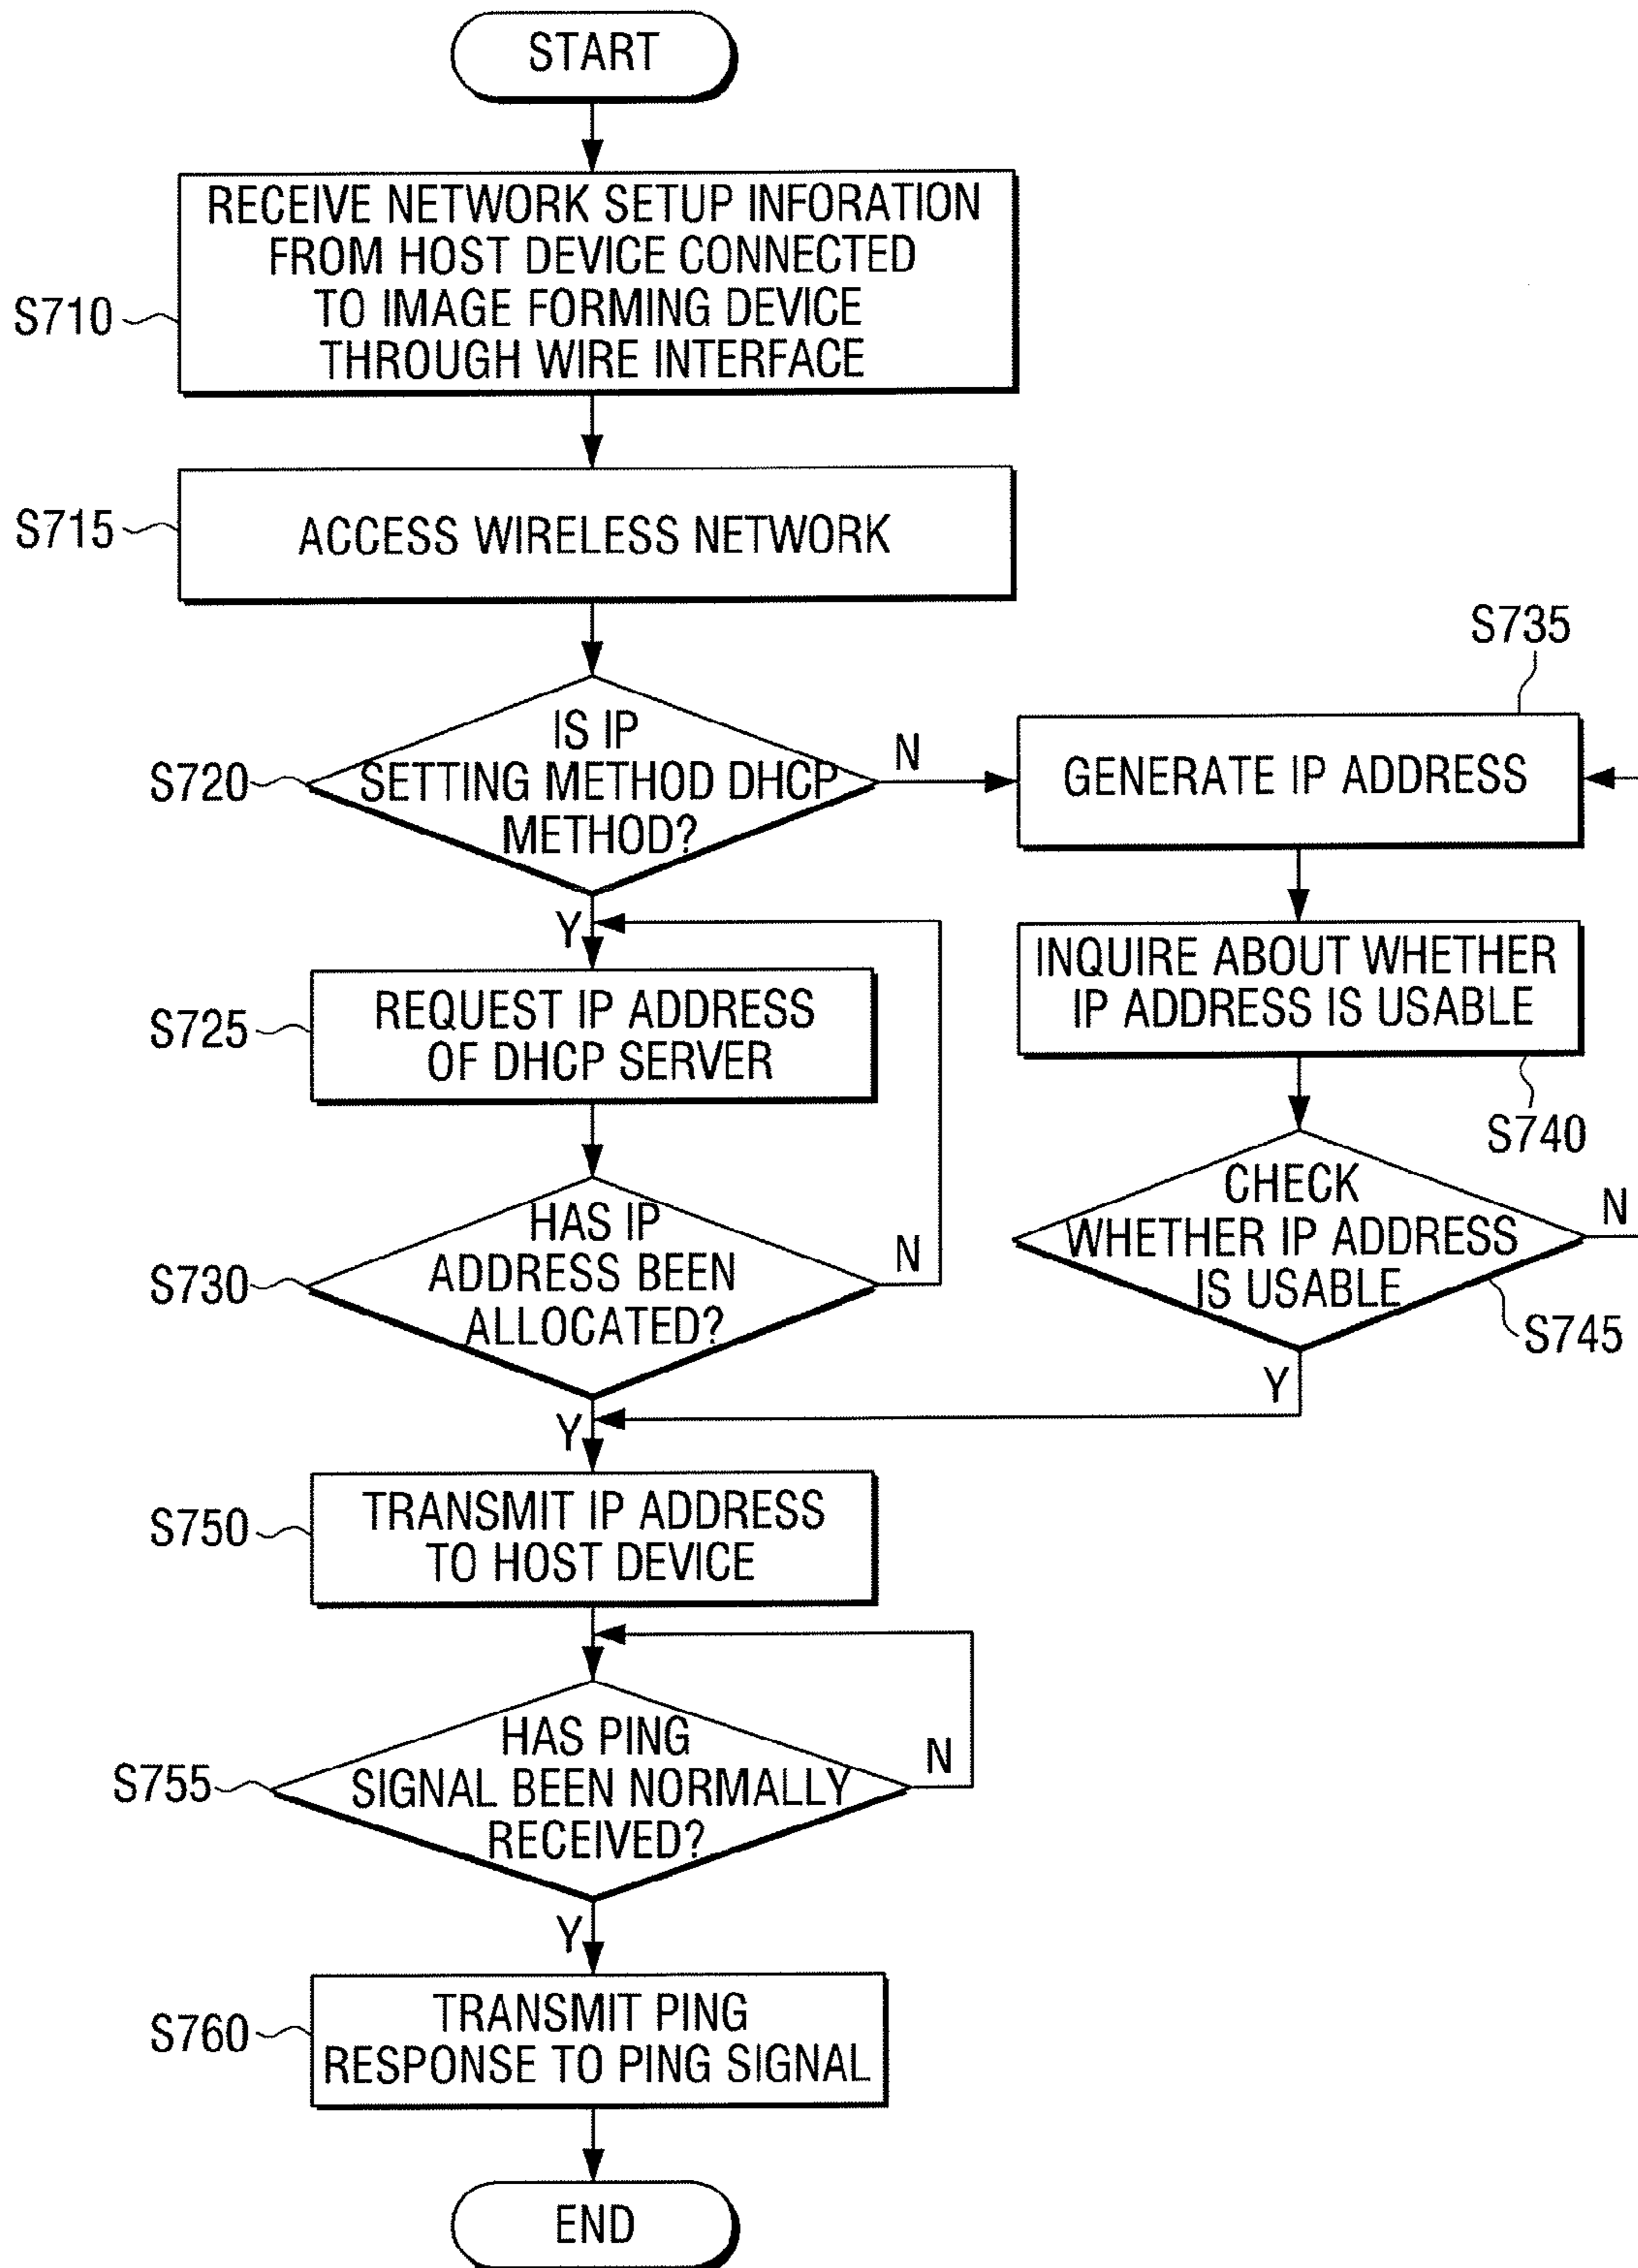 START
RECEIVE NETWORK SETUP INFORATION
FROM HOST DEVICE CONNECTED
TO IMAGE FORMING DEVICE
THROUGH WIRE INTERFACE
S710
ACCESS WIRELESS NETWORK
S715
IS IP
SETTING METHOD DHCP
METHOD?
S720
N
Y
S735
GENERATE IP ADDRESS
REQUEST IP ADDRESS
OF DHCP SERVER
S725
INQUIRE ABOUT WHETHER
IP ADDRESS IS USABLE
S740
HAS IP
ADDRESS BEEN
ALLOCATED?
S730
N
Y
CHECK
WHETHER IP ADDRESS
IS USABLE
S745
N
Y
TRANSMIT IP ADDRESS
TO HOST DEVICE
S750
HAS PING
SIGNAL BEEN NORMALLY
RECEIVED?
S755
N
Y
TRANSMIT PING
RESPONSE TO PING SIGNAL
S760
END